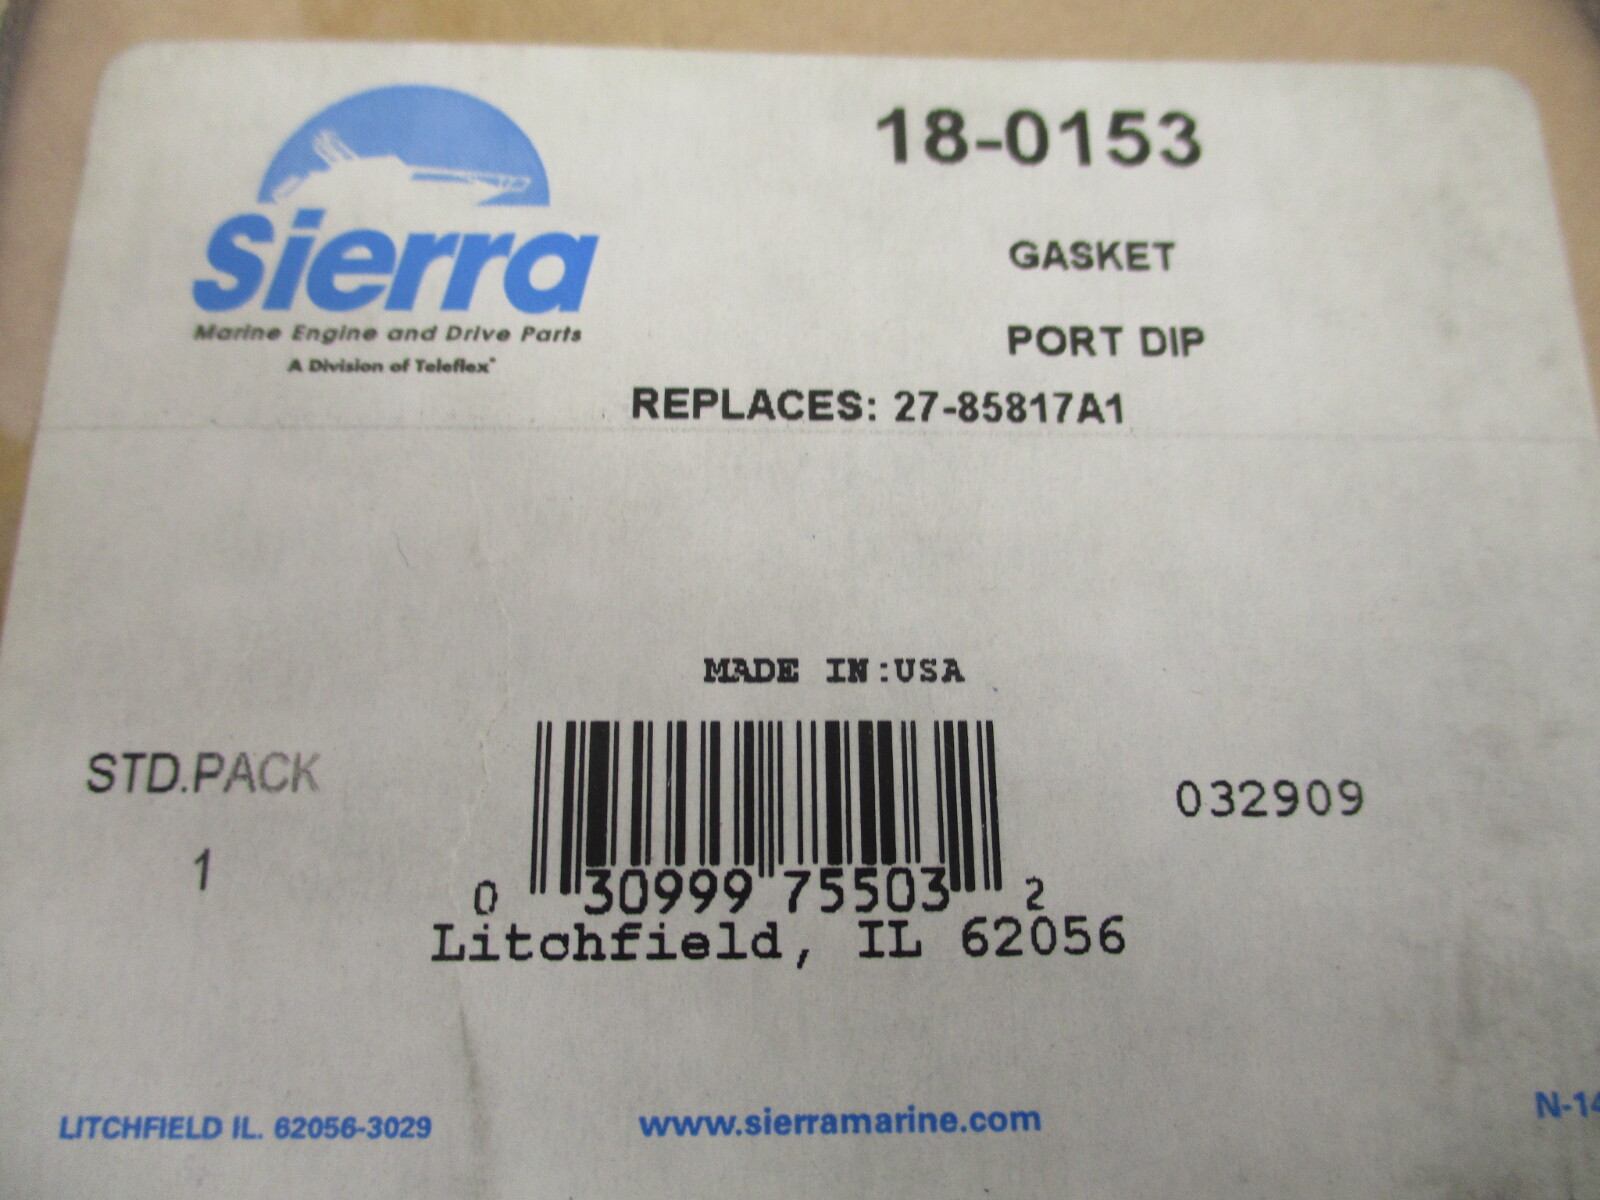 18-0153
Sierra
Marine Engine and Drive Parts
A Division of Teleflex
GASKET
PORT DIP
REPLACES: 27-85817A1
MADE IN:USA
STD.PACK
1
032909
0 30999 75503 2
Litchfield, IL 62056
LITCHFIELD IL. 62056-3029
www.sierramarine.com
N-14